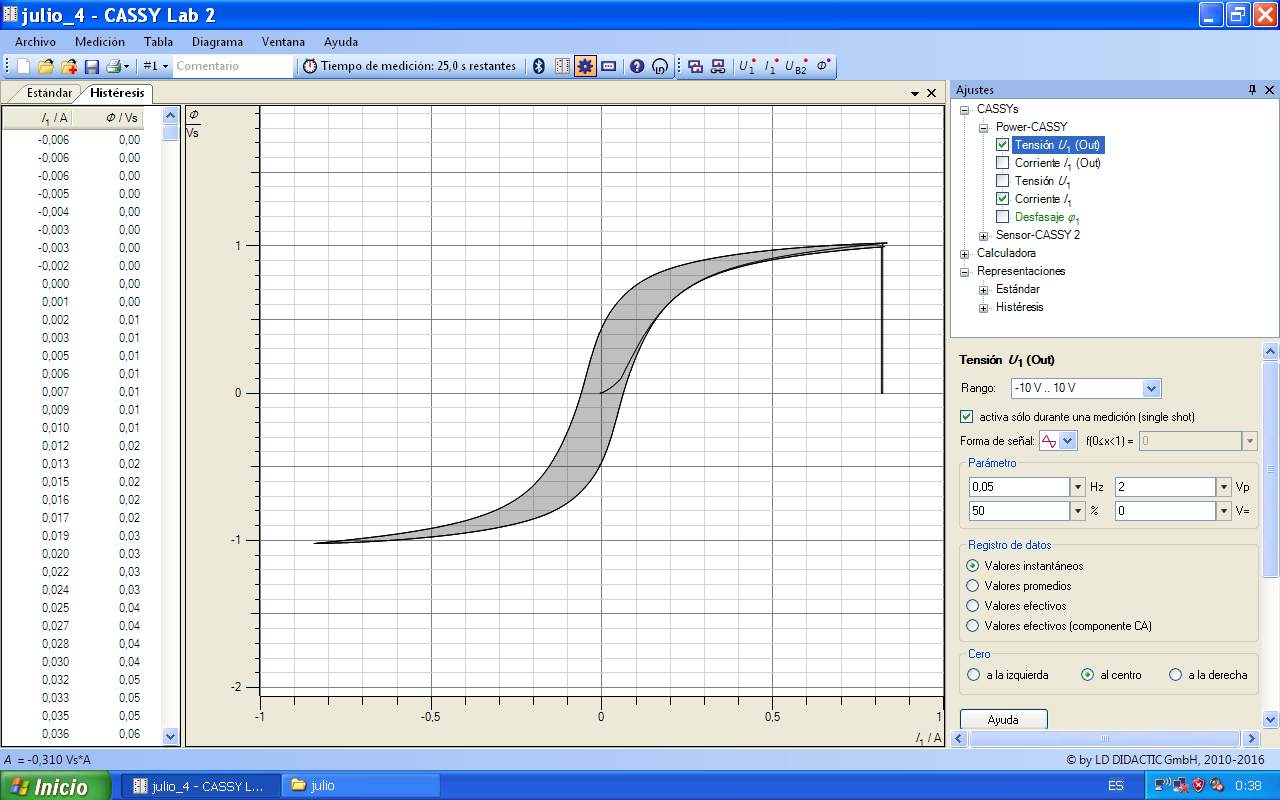 julio_4 - CASSY Lab 2
Archivo Medición Tabla Diagrama Ventana Ayuda
#1 Comentario Tiempo de medición: 25,0 s restantes U1 I1 UB2 Φ
Estándar Histéresis
I1 / A Φ / Vs
-0,006 0,00
-0,006 0,00
-0,006 0,00
-0,005 0,00
-0,004 0,00
-0,003 0,00
-0,003 0,00
-0,002 0,00
0,000 0,00
0,001 0,00
0,002 0,01
0,003 0,01
0,005 0,01
0,006 0,01
0,007 0,01
0,009 0,01
0,010 0,01
0,012 0,02
0,013 0,02
0,015 0,02
0,016 0,02
0,017 0,02
0,019 0,03
0,020 0,03
0,022 0,03
0,024 0,03
0,025 0,04
0,027 0,04
0,028 0,04
0,030 0,04
0,032 0,05
0,033 0,05
0,035 0,05
0,036 0,06
Φ
Vs
1
0
-1
-2
-1 -0,5 0 0,5 1
I1 / A
Ajustes
CASSYs
Power-CASSY
Tensión U1 (Out)
Corriente I1 (Out)
Tensión U1
Corriente I1
Desfasaje φ1
Sensor-CASSY 2
Calculadora
Representaciones
Estándar
Histéresis
Tensión U1 (Out)
Rango: -10 V .. 10 V
activa sólo durante una medición (single shot)
Forma de señal: f(0≤x<1) = 0
Parámetro
0,05 Hz 2 Vp
50 % 0 V=
Registro de datos
Valores instantáneos
Valores promedios
Valores efectivos
Valores efectivos (componente CA)
Cero
a la izquierda al centro a la derecha
Ayuda
A = -0,310 Vs*A © by LD DIDACTIC GmbH, 2010-2016
Inicio julio_4 - CASSY L... julio ES 0:38